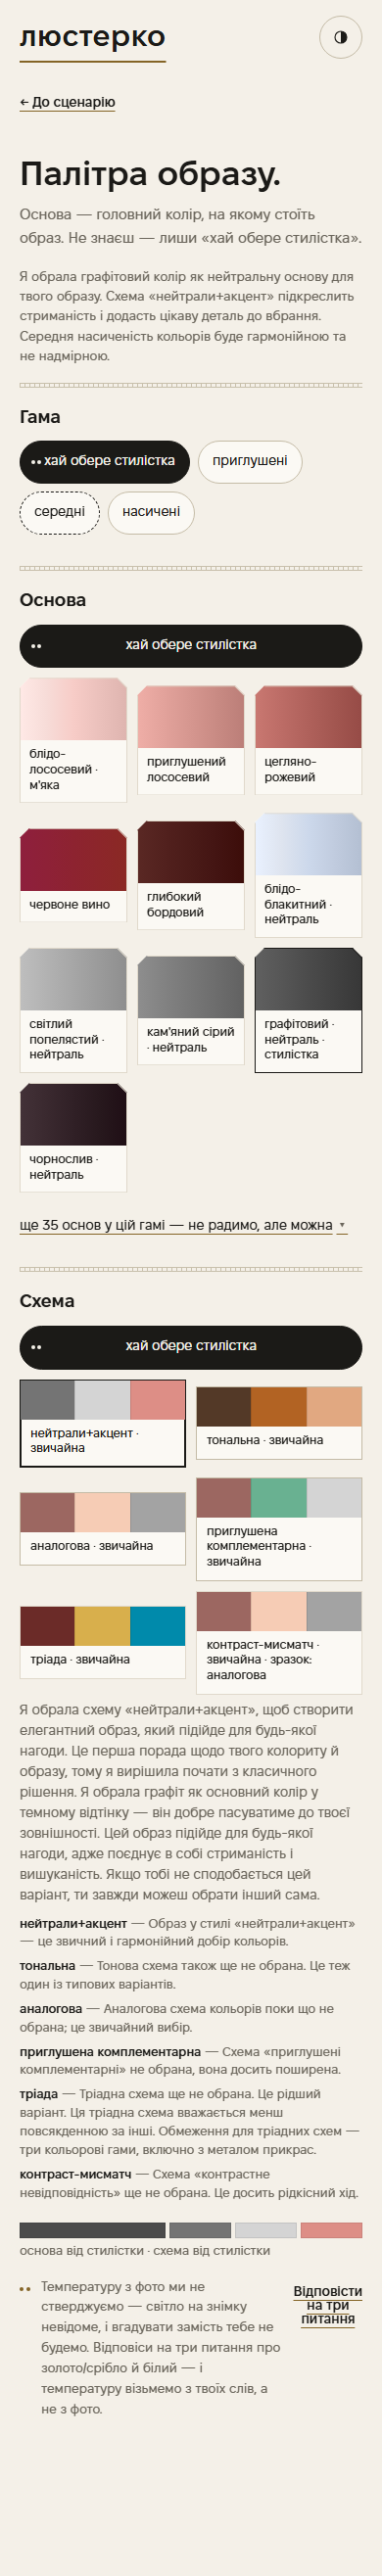 люстерко
← До сценарію
Палітра образу.
Основа — головний колір, на якому стоїть
образ. Не знаєш — лиши «хай обере стилістка».
Я обрала графітовий колір як нейтральну основу для
твого образу. Схема «нейтрали+акцент» підкреслить
стриманість і додасть цікаву деталь до вбрання.
Середня насиченість кольорів буде гармонійною та
не надмірною.
Гама
хай обере стилістка
приглушені
середні
насичені
Основа
хай обере стилістка
блідо-
лососевий ·
м'яка
приглушений
лососевий
цегляно-
рожевий
червоне вино
глибокий
бордовий
блідо-
блакитний ·
нейтраль
світлий
попелястий ·
нейтраль
кам'яний сірий
· нейтраль
графітовий ·
нейтраль ·
стилістка
чорнослив ·
нейтраль
ще 35 основ у цій гамі — не радимо, але можна ▾
Схема
хай обере стилістка
нейтрали+акцент ·
звичайна
тональна · звичайна
аналогова · звичайна
приглушена
комплементарна ·
звичайна
тріада · звичайна
контраст-мисматч ·
звичайна · зразок:
аналогова
Я обрала схему «нейтрали+акцент», щоб створити
елегантний образ, який підійде для будь-якої
нагоди. Це перша порада щодо твого колориту й
образу, тому я вирішила почати з класичного
рішення. Я обрала графіт як основний колір у
темному відтінку — він добре пасуватиме до твоєї
зовнішності. Цей образ підійде для будь-якої
нагоди, адже поєднує в собі стриманість і
вишуканість. Якщо тобі не сподобається цей
варіант, ти завжди можеш обрати інший сама.
нейтрали+акцент — Образ у стилі «нейтрали+акцент»
— це звичний і гармонійний добір кольорів.
тональна — Тонова схема також ще не обрана. Це теж
один із типових варіантів.
аналогова — Аналогова схема кольорів поки що не
обрана; це звичайний вибір.
приглушена комплементарна — Схема «приглушені
комплементарні» не обрана, вона досить поширена.
тріада — Тріадна схема ще не обрана. Це рідший
варіант. Ця тріадна схема вважається менш
повсякденною за інші. Обмеження для тріадних схем —
три кольорові гами, включно з металом прикрас.
контраст-мисматч — Схема «контрастне
невідповідність» ще не обрана. Це досить рідкісний хід.
основа від стилістки · схема від стилістки
Температуру з фото ми не
стверджуємо — світло на знімку
невідоме, і вгадувати замість тебе не
будемо. Відповіси на три питання про
золото/срібло й білий — і
температуру візьмемо з твоїх слів, а
не з фото.
Відповісти
на три
питання